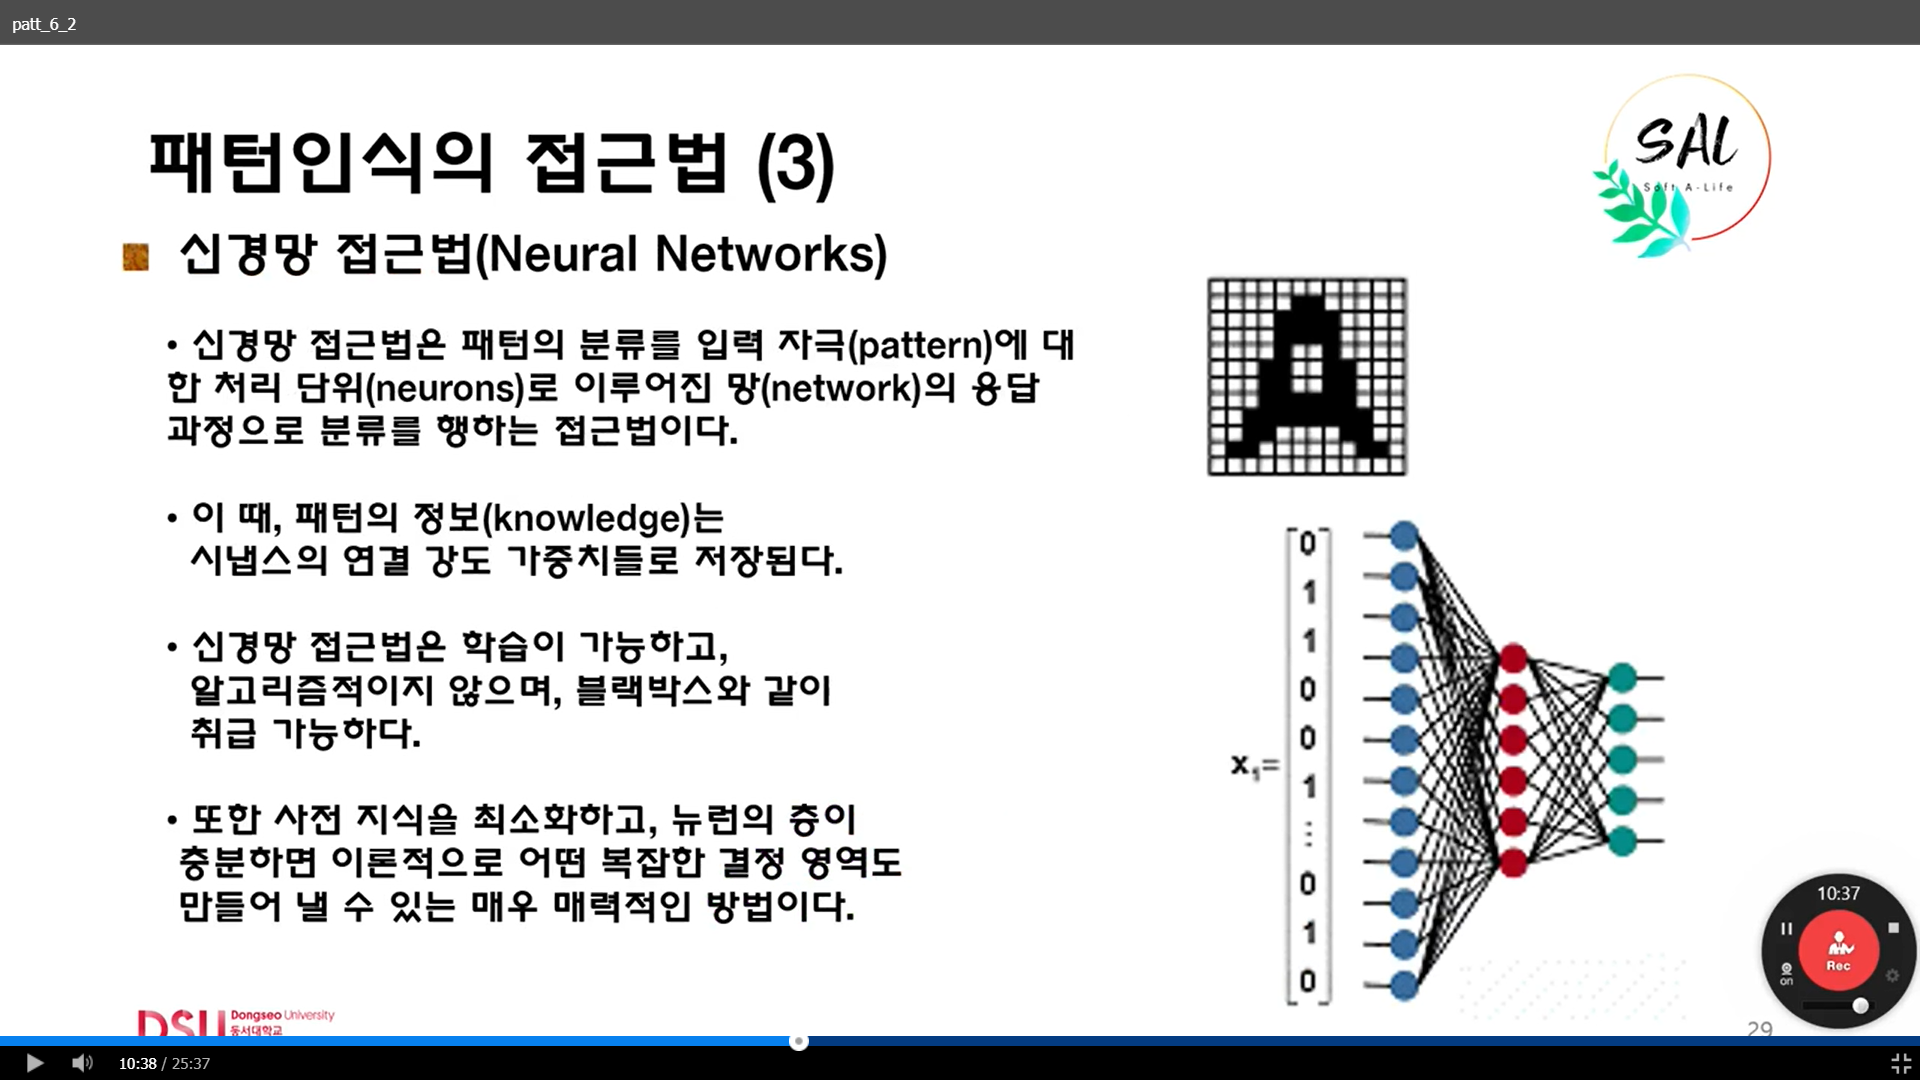 patt_6_2
패턴인식의 접근법 (3)
SAL
Soft A-Life
신경망 접근법(Neural Networks)
• 신경망 접근법은 패턴의 분류를 입력 자극(pattern)에 대
한 처리 단위(neurons)로 이루어진 망(network)의 응답
과정으로 분류를 행하는 접근법이다.
• 이 때, 패턴의 정보(knowledge)는
시냅스의 연결 강도 가중치들로 저장된다.
• 신경망 접근법은 학습이 가능하고,
알고리즘적이지 않으며, 블랙박스와 같이
취급 가능하다.
• 또한 사전 지식을 최소화하고, 뉴런의 층이
충분하면 이론적으로 어떤 복잡한 결정 영역도
만들어 낼 수 있는 매우 매력적인 방법이다.
A
x₁=
0
1
1
0
0
1
⋮
0
1
0
10:37
Rec
on
DSU Dongseo University
동서대학교
29
10:38 / 25:37